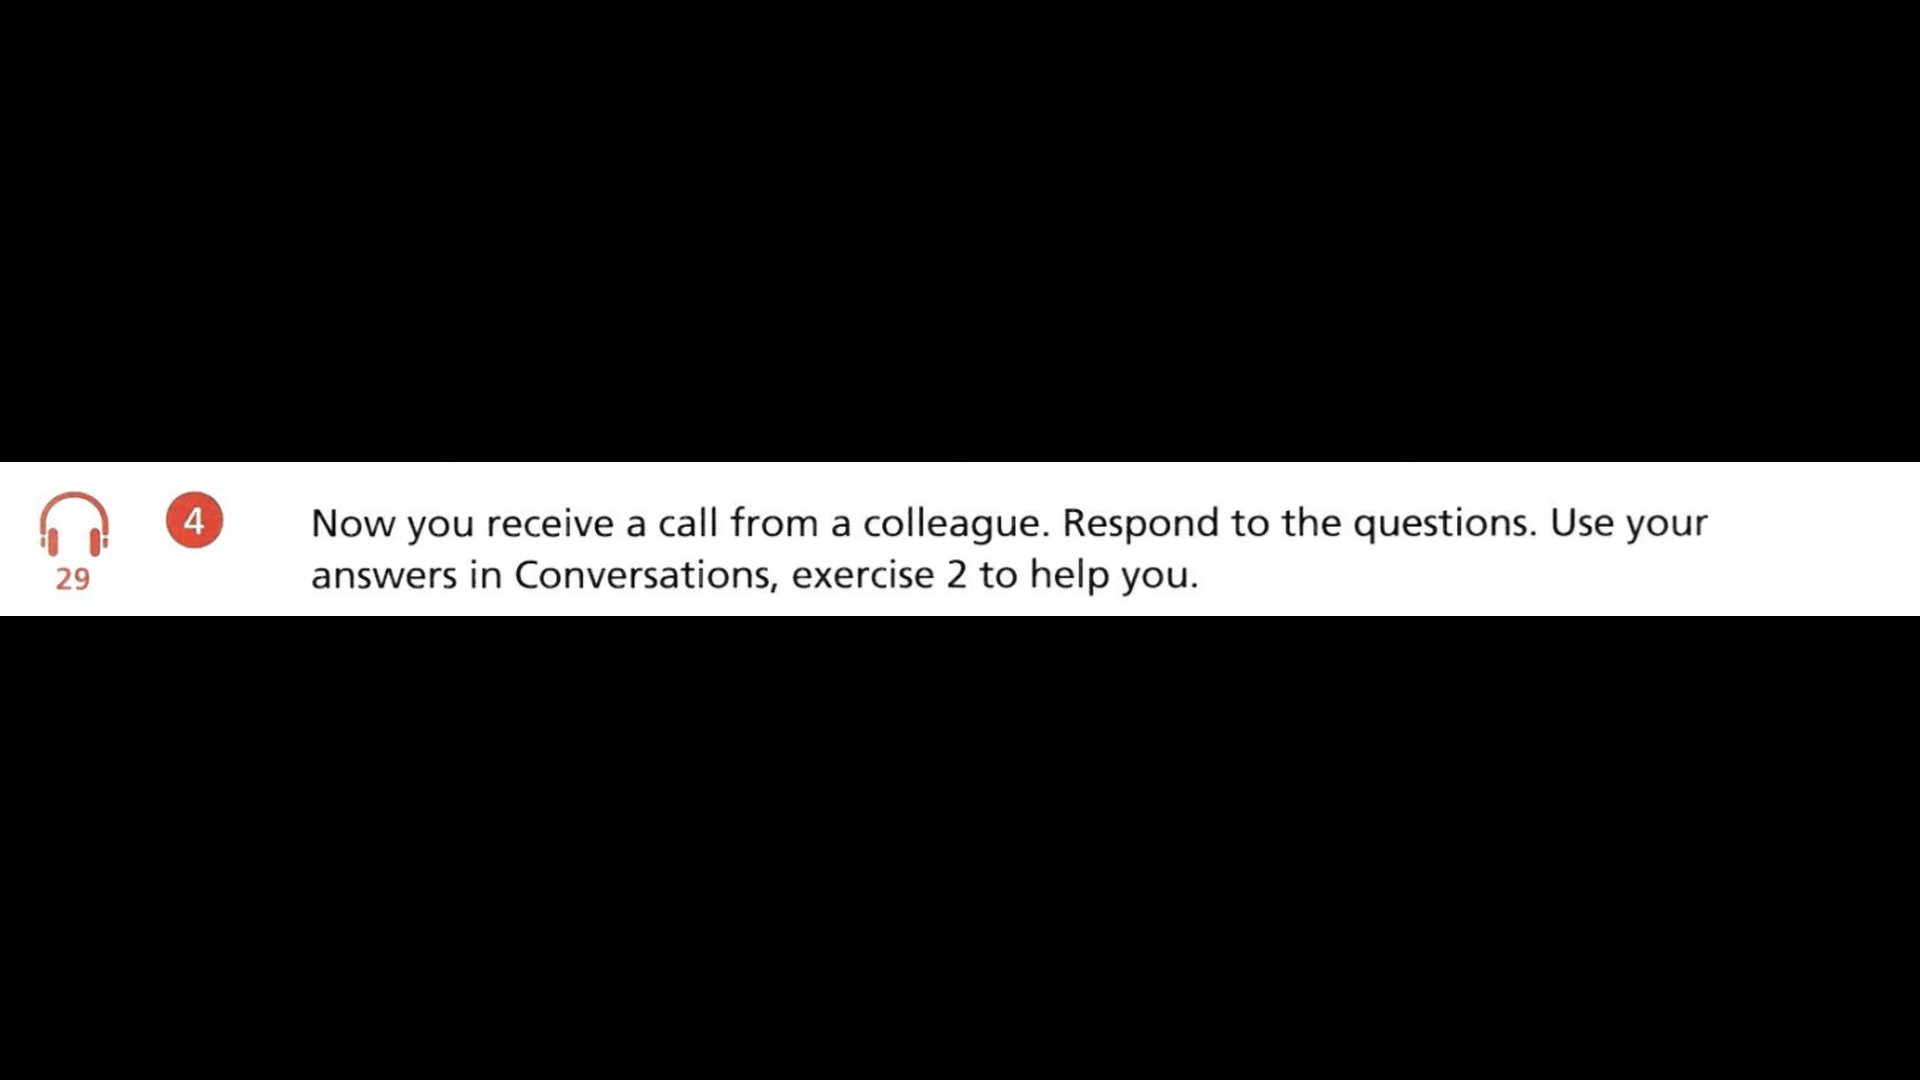 4
Now you receive a call from a colleague. Respond to the questions. Use your
answers in Conversations, exercise 2 to help you.
29